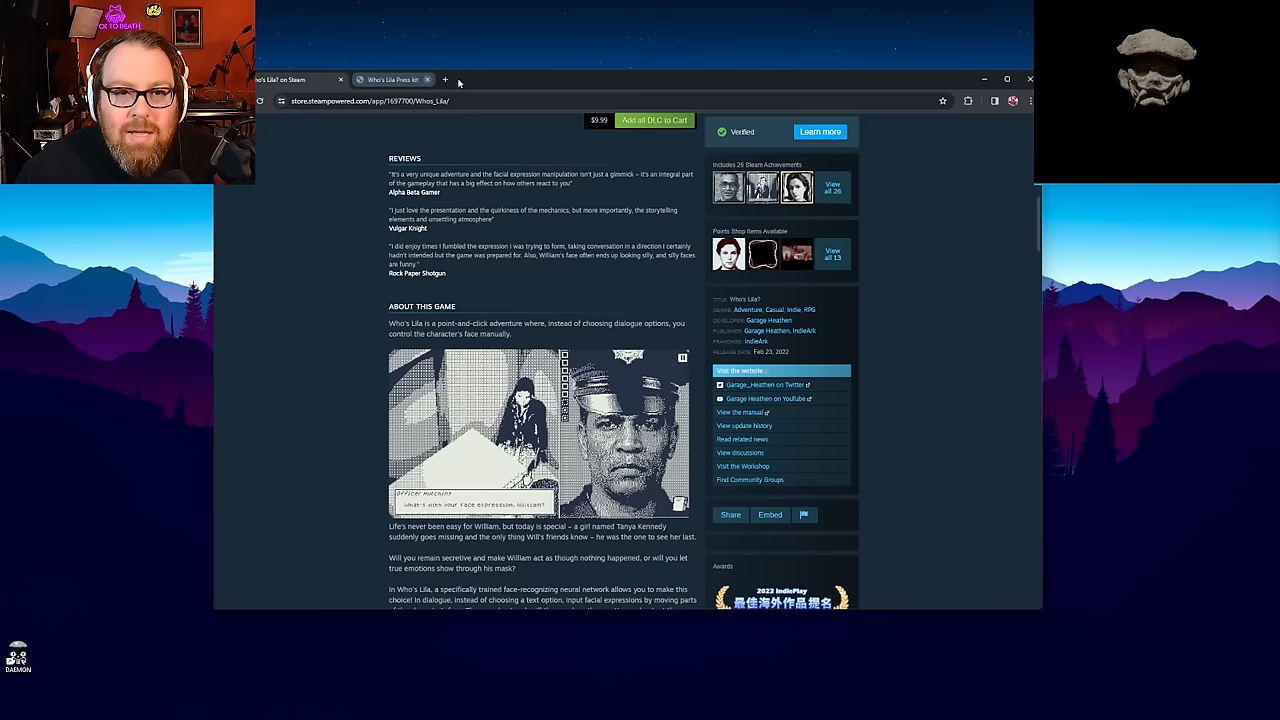 CK TO DEATH
ho's Lila? on Steam
Who's Lila Press kit
store.steampowered.com/app/1697700/Whos_Lila/
$9.99
Add all DLC to Cart
Verified
Learn more
REVIEWS
"It's a very unique adventure and the facial expression manipulation isn't just a gimmick – it's an integral part
of the gameplay that has a big effect on how others react to you"
Alpha Beta Gamer
"I just love the presentation and the quirkiness of the mechanics, but more importantly, the storytelling
elements and unsettling atmosphere"
Vulgar Knight
"I did enjoy times I fumbled the expression I was trying to form, taking conversation in a direction I certainly
hadn't intended but the game was prepared for. Also, William's face often ends up looking silly, and silly faces
are funny."
Rock Paper Shotgun
ABOUT THIS GAME
Who's Lila is a point-and-click adventure where, instead of choosing dialogue options, you
control the character's face manually.
Officer Hutchins
What's with your face expression, William?
Life's never been easy for William, but today is special – a girl named Tanya Kennedy
suddenly goes missing and the only thing Will's friends know – he was the one to see her last.
Will you remain secretive and make William act as though nothing happened, or will you let
true emotions show through his mask?
In Who's Lila, a specifically trained face-recognizing neural network allows you to make this
choice! In dialogue, instead of choosing a text option, input facial expressions by moving parts
Includes 26 Steam Achievements
View
all 26
Points Shop Items Available
View
all 13
TITLE: Who's Lila?
GENRE: Adventure, Casual, Indie, RPG
DEVELOPER: Garage Heathen
PUBLISHER: Garage Heathen, IndieArk
FRANCHISE: IndieArk
RELEASE DATE: Feb 23, 2022
Visit the website
Garage_Heathen on Twitter
Garage Heathen on YouTube
View the manual
View update history
Read related news
View discussions
Visit the Workshop
Find Community Groups
Share
Embed
Awards
2022 IndiePlay
最佳海外作品提名
DAEMON